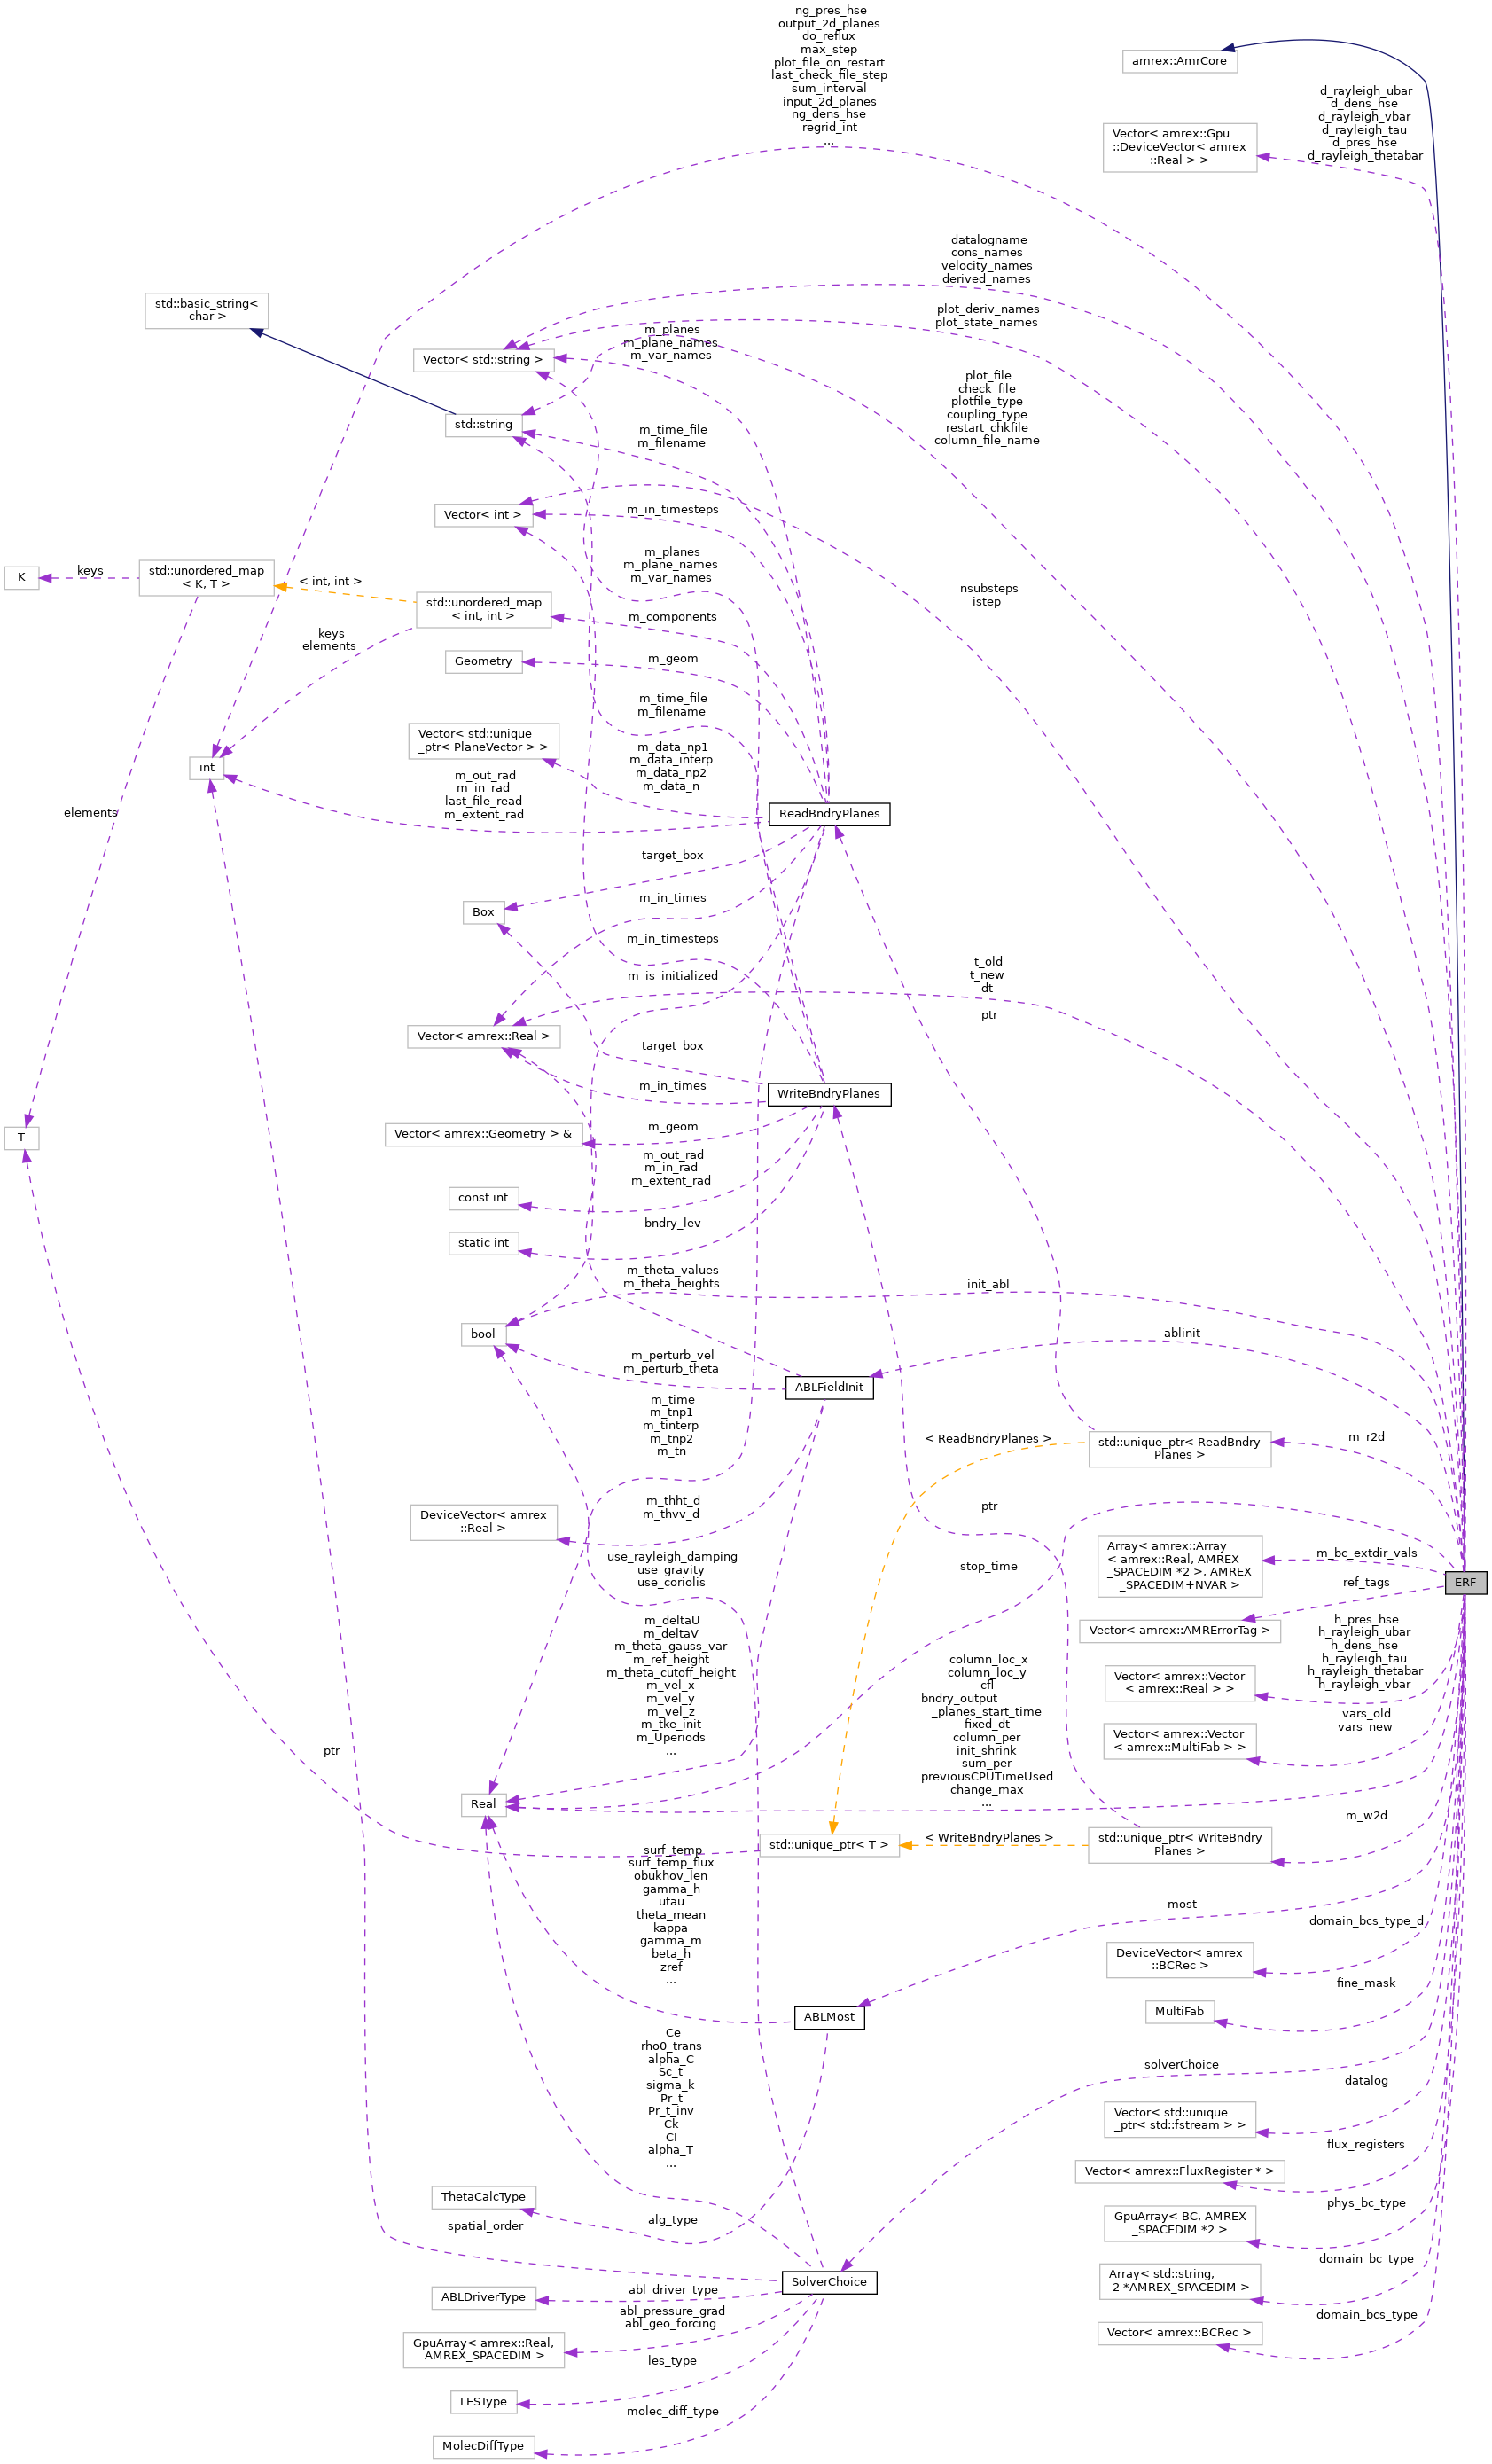 ng_pres_hse
output_2d_planes
do_reflux
max_step
plot_file_on_restart
last_check_file_step
sum_interval
input_2d_planes
ng_dens_hse
regrid_int
...
amrex::AmrCore
d_rayleigh_ubar
d_dens_hse
d_rayleigh_vbar
d_rayleigh_tau
d_pres_hse
d_rayleigh_thetabar
Vector< amrex::Gpu
::DeviceVector< amrex
::Real > >
datalogname
cons_names
velocity_names
derived_names
std::basic_string<
char >
plot_deriv_names
plot_state_names
m_planes
m_plane_names
m_var_names
Vector< std::string >
plot_file
check_file
plotfile_type
coupling_type
restart_chkfile
column_file_name
std::string
m_time_file
m_filename
Vector< int >
m_in_timesteps
K
keys
std::unordered_map
< K, T >
< int, int >
std::unordered_map
< int, int >
m_planes
m_plane_names
m_var_names
nsubsteps
istep
m_components
keys
elements
Geometry
m_geom
m_time_file
m_filename
Vector< std::unique
_ptr< PlaneVector > >
m_data_np1
m_data_interp
m_data_np2
m_data_n
int
m_out_rad
m_in_rad
last_file_read
m_extent_rad
elements
ReadBndryPlanes
target_box
Box
m_in_times
m_in_timesteps
m_is_initialized
t_old
t_new
dt
ptr
Vector< amrex::Real >
target_box
m_in_times
WriteBndryPlanes
T
Vector< amrex::Geometry > &
m_geom
m_out_rad
m_in_rad
m_extent_rad
const int
bndry_lev
static int
m_theta_values
m_theta_heights
init_abl
bool
ablinit
m_perturb_vel
m_perturb_theta
ABLFieldInit
m_time
m_tnp1
m_tinterp
m_tnp2
m_tn
< ReadBndryPlanes >
std::unique_ptr< ReadBndry
Planes >
m_r2d
DeviceVector< amrex
::Real >
m_thht_d
m_thvv_d
ptr
use_rayleigh_damping
use_gravity
use_coriolis
stop_time
Array< amrex::Array
< amrex::Real, AMREX
_SPACEDIM *2 >, AMREX
_SPACEDIM+NVAR >
m_bc_extdir_vals
ERF
ref_tags
Vector< amrex::AMRErrorTag >
m_deltaU
m_deltaV
m_theta_gauss_var
m_ref_height
m_theta_cutoff_height
m_vel_x
m_vel_y
m_vel_z
m_tke_init
m_Uperiods
...
h_pres_hse
h_rayleigh_ubar
h_dens_hse
h_rayleigh_tau
h_rayleigh_thetabar
h_rayleigh_vbar
Vector< amrex::Vector
< amrex::Real > >
column_loc_x
column_loc_y
cfl
bndry_output
_planes_start_time
fixed_dt
column_per
init_shrink
sum_per
previousCPUTimeUsed
change_max
...
vars_old
vars_new
Vector< amrex::Vector
< amrex::MultiFab > >
ptr
Real
m_w2d
std::unique_ptr< T >
< WriteBndryPlanes >
std::unique_ptr< WriteBndry
Planes >
surf_temp
surf_temp_flux
obukhov_len
gamma_h
utau
theta_mean
kappa
gamma_m
beta_h
zref
...
most
domain_bcs_type_d
DeviceVector< amrex
::BCRec >
fine_mask
MultiFab
ABLMost
Ce
rho0_trans
alpha_C
Sc_t
sigma_k
Pr_t
Pr_t_inv
Ck
CI
alpha_T
...
solverChoice
datalog
Vector< std::unique
_ptr< std::fstream > >
flux_registers
Vector< amrex::FluxRegister * >
ThetaCalcType
alg_type
spatial_order
phys_bc_type
GpuArray< BC, AMREX
_SPACEDIM *2 >
SolverChoice
domain_bc_type
Array< std::string,
2 *AMREX_SPACEDIM >
ABLDriverType
abl_driver_type
abl_pressure_grad
abl_geo_forcing
domain_bcs_type
Vector< amrex::BCRec >
GpuArray< amrex::Real,
AMREX_SPACEDIM >
les_type
LESType
molec_diff_type
MolecDiffType